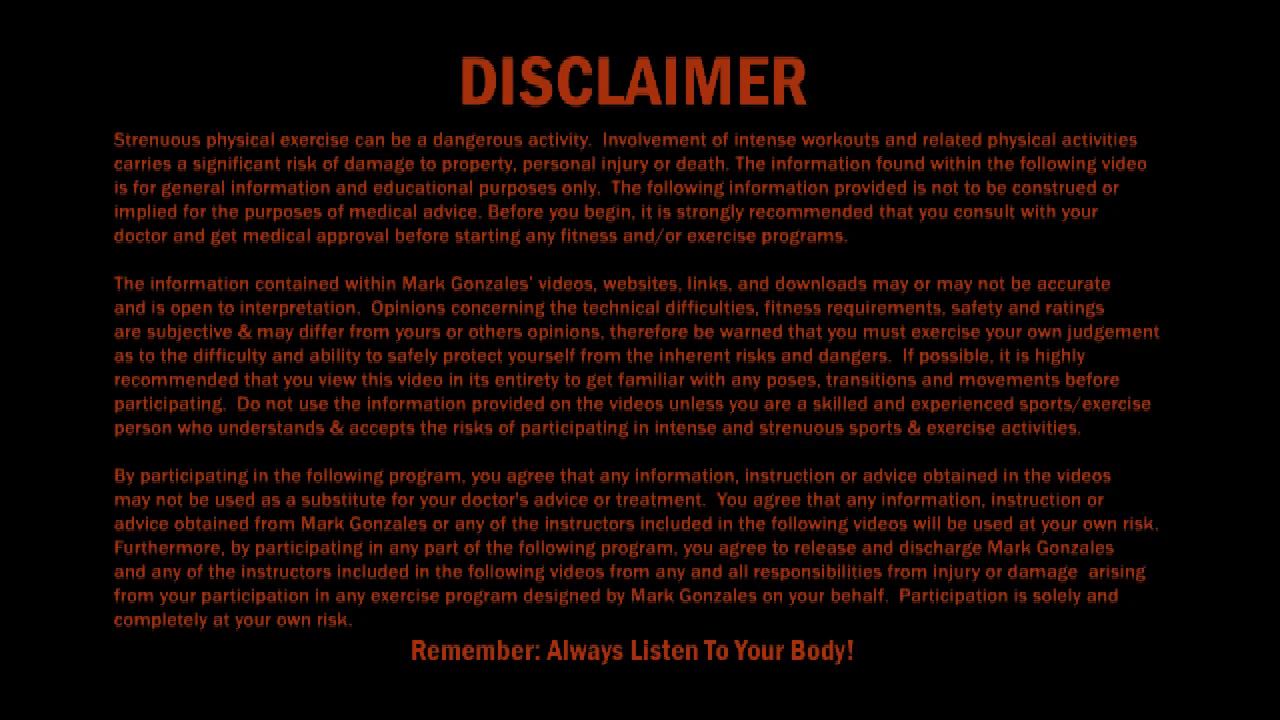 DISCLAIMER
Strenuous physical exercise can be a dangerous activity.  Involvement of intense workouts and related physical activities
carries a significant risk of damage to property, personal injury or death. The information found within the following video
is for general information and educational purposes only.  The following information provided is not to be construed or
implied for the purposes of medical advice. Before you begin, it is strongly recommended that you consult with your
doctor and get medical approval before starting any fitness and/or exercise programs.
The information contained within Mark Gonzales' videos, websites, links, and downloads may or may not be accurate
and is open to interpretation.  Opinions concerning the technical difficulties, fitness requirements, safety and ratings
are subjective & may differ from yours or others opinions, therefore be warned that you must exercise your own judgement
as to the difficulty and ability to safely protect yourself from the inherent risks and dangers.  If possible, it is highly
recommended that you view this video in its entirety to get familiar with any poses, transitions and movements before
participating.  Do not use the information provided on the videos unless you are a skilled and experienced sports/exercise
person who understands & accepts the risks of participating in intense and strenuous sports & exercise activities.
By participating in the following program, you agree that any information, instruction or advice obtained in the videos
may not be used as a substitute for your doctor's advice or treatment.  You agree that any information, instruction or
advice obtained from Mark Gonzales or any of the instructors included in the following videos will be used at your own risk.
Furthermore, by participating in any part of the following program, you agree to release and discharge Mark Gonzales
and any of the instructors included in the following videos from any and all responsibilities from injury or damage  arising
from your participation in any exercise program designed by Mark Gonzales on your behalf.  Participation is solely and
completely at your own risk.
Remember: Always Listen To Your Body!